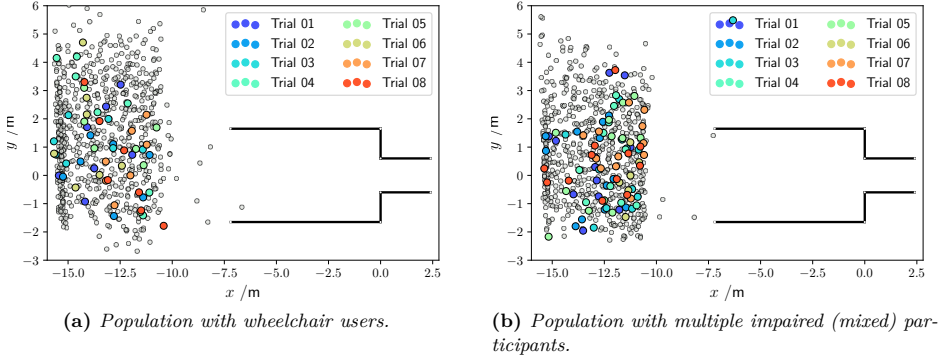 6
5
4
3
2
1
0
−1
−2
−3
y /m
−15.0 −12.5 −10.0 −7.5 −5.0 −2.5 0.0 2.5
x /m
Trial 01 Trial 05
Trial 02 Trial 06
Trial 03 Trial 07
Trial 04 Trial 08
(a) Population with wheelchair users.
6
5
4
3
2
1
0
−1
−2
−3
y /m
−15.0 −12.5 −10.0 −7.5 −5.0 −2.5 0.0 2.5
x /m
Trial 01 Trial 05
Trial 02 Trial 06
Trial 03 Trial 07
Trial 04 Trial 08
(b) Population with multiple impaired (mixed) par-
ticipants.